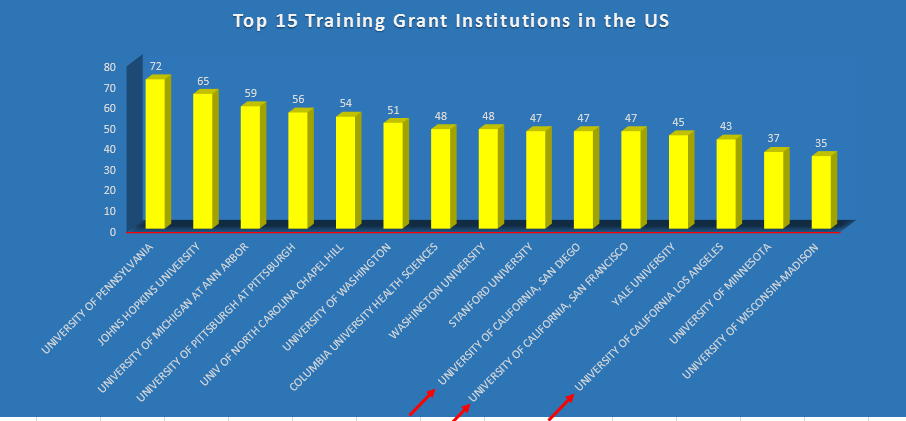 Top 15 Training Grant Institutions in the US
80
70
60
50
40
30
20
10
0
72
65
59
56
54
51
48
48
47
47
47
45
43
37
35
UNIVERSITY OF PENNSYLVANIA
JOHNS HOPKINS UNIVERSITY
UNIVERSITY OF MICHIGAN AT ANN ARBOR
UNIVERSITY OF PITTSBURGH AT PITTSBURGH
UNIV OF NORTH CAROLINA CHAPEL HILL
UNIVERSITY OF WASHINGTON
COLUMBIA UNIVERSITY HEALTH SCIENCES
WASHINGTON UNIVERSITY
STANFORD UNIVERSITY
UNIVERSITY OF CALIFORNIA, SAN DIEGO
UNIVERSITY OF CALIFORNIA, SAN FRANCISCO
YALE UNIVERSITY
UNIVERSITY OF CALIFORNIA LOS ANGELES
UNIVERSITY OF MINNESOTA
UNIVERSITY OF WISCONSIN-MADISON